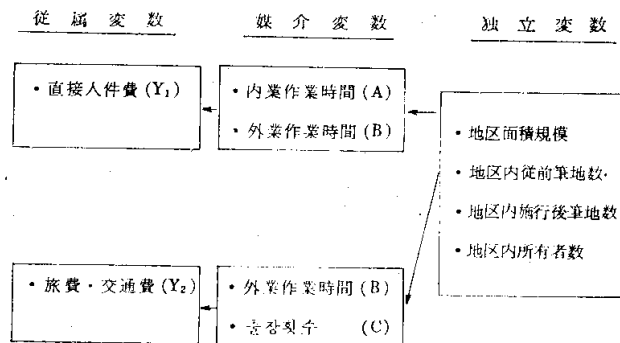 従属変数
媒介変数
独立変数
・直接人件費(Y₁)
・内業作業時間(A)
・外業作業時間(B)
・地区面積規模
・地区内従前筆地数
・地区内施行後筆地数
・地区内所有者数
・旅費・交通費(Y₂)
・外業作業時間(B)
・출장횟수 (C)